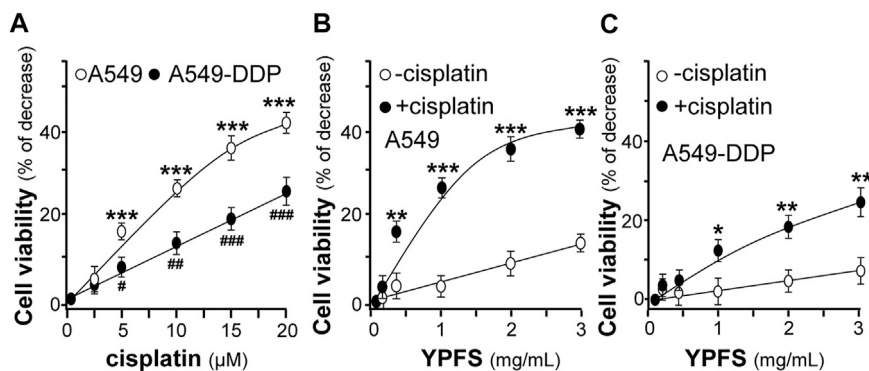 A
Cell viability (% of decrease)
A549 A549-DDP
40
20
0
***
***
***
***
***
#
##
###
###
0 5 10 15 20
cisplatin (µM)
B
Cell viability (% of decrease)
-cisplatin
+cisplatin
A549
40
20
0
**
***
***
***
0 1 2 3
YPFS (mg/mL)
C
Cell viability (% of decrease)
-cisplatin
+cisplatin
A549-DDP
40
20
0
*
**
**
0 1 2 3
YPFS (mg/mL)